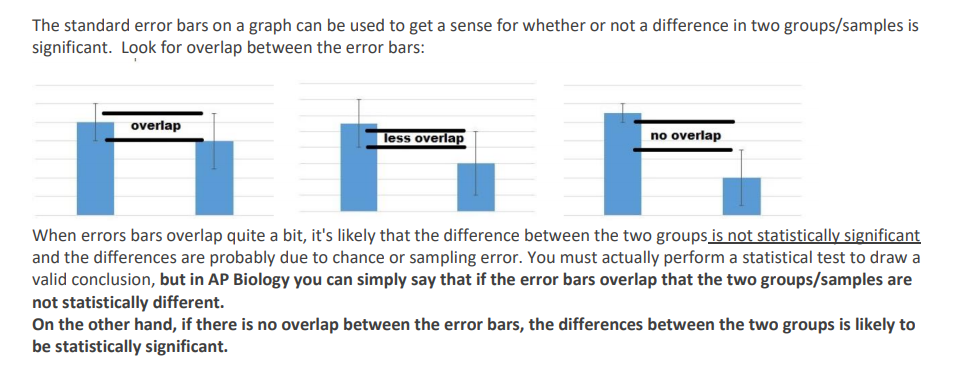 The standard error bars on a graph can be used to get a sense for whether or not a difference in two groups/samples is
significant.  Look for overlap between the error bars:
overlap
less overlap
no overlap
When errors bars overlap quite a bit, it's likely that the difference between the two groups is not statistically significant
and the differences are probably due to chance or sampling error. You must actually perform a statistical test to draw a
valid conclusion, but in AP Biology you can simply say that if the error bars overlap that the two groups/samples are
not statistically different.
On the other hand, if there is no overlap between the error bars, the differences between the two groups is likely to
be statistically significant.